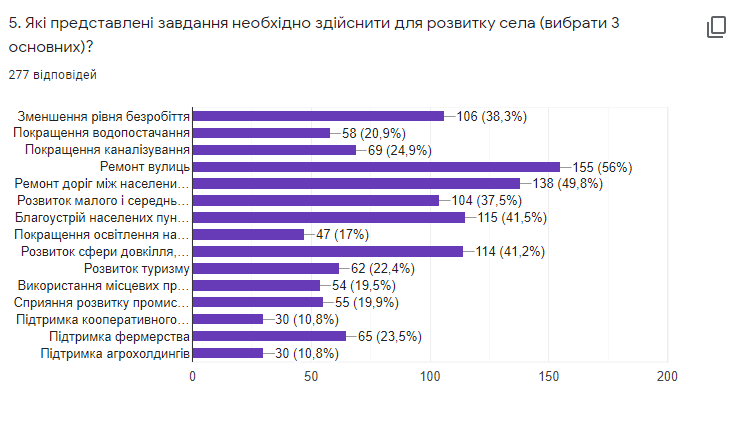 5. Які представлені завдання необхідно здійснити для розвитку села (вибрати 3
основних)?
277 відповідей
Зменшення рівня безробіття 106 (38,3%)
Покращення водопостачання 58 (20,9%)
Покращення каналізування 69 (24,9%)
Ремонт вулиць 155 (56%)
Ремонт доріг між населени… 138 (49,8%)
Розвиток малого і середнь… 104 (37,5%)
Благоустрій населених пун… 115 (41,5%)
Покращення освітлення на… 47 (17%)
Розвиток сфери довкілля,… 114 (41,2%)
Розвиток туризму 62 (22,4%)
Використання місцевих пр… 54 (19,5%)
Сприяння розвитку промис… 55 (19,9%)
Підтримка кооперативного… 30 (10,8%)
Підтримка фермерства 65 (23,5%)
Підтримка агрохолдингів 30 (10,8%)
0 50 100 150 200